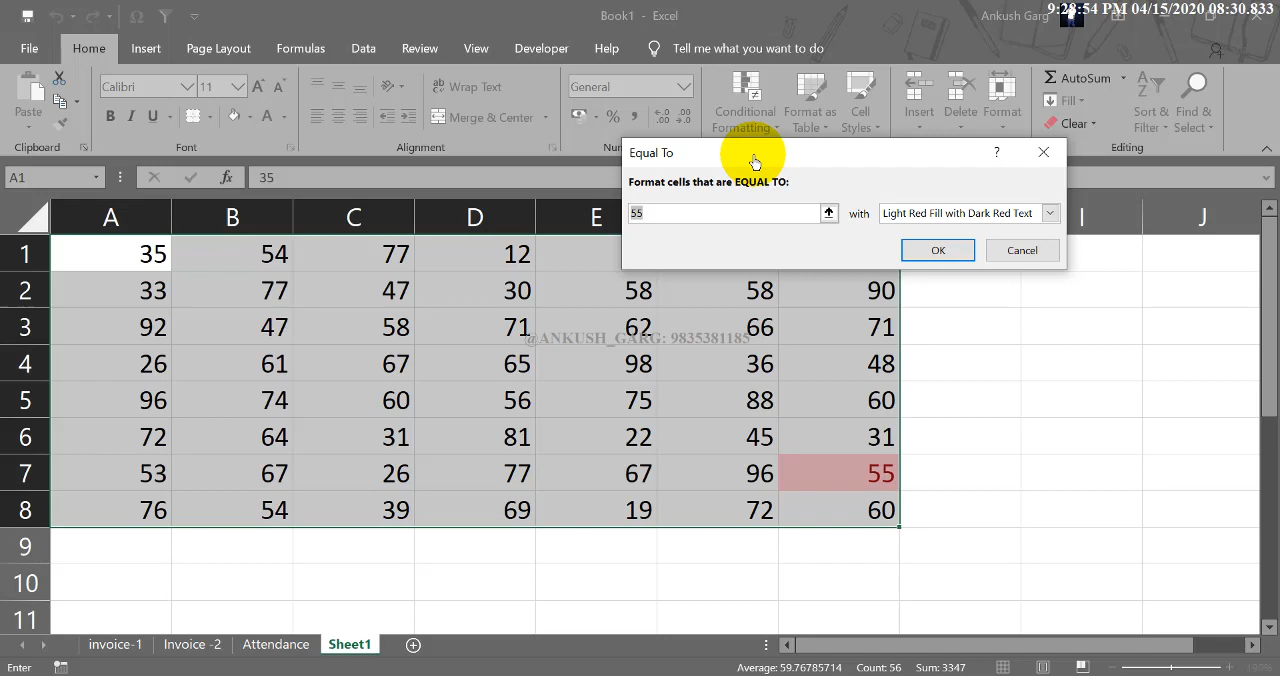 Book1 - Excel
Ankush Garg
9:28:54 PM 04/15/2020 08:30.833
File Home Insert Page Layout Formulas Data Review View Developer Help Tell me what you want to do
Calibri 11 ab Wrap Text General AutoSum
Paste Conditional Format as Cell Insert Delete Format Fill Sort & Find &
B I U Merge & Center % Formatting Table Styles Clear Filter Select
Clipboard Font Alignment Num Editing
A1 fx 35
Equal To ?
Format cells that are EQUAL TO:
55 with Light Red Fill with Dark Red Text
OK Cancel
A B C D E I J
1 35 54 77 12
2 33 77 47 30 58 58 90
3 92 47 58 71 62 66 71
@ANKUSH_GARG: 9835381185
4 26 61 67 65 98 36 48
5 96 74 60 56 75 88 60
6 72 64 31 81 22 45 31
7 53 67 26 77 67 96 55
8 76 54 39 69 19 72 60
9
10
11
invoice-1 Invoice -2 Attendance Sheet1
Enter Average: 59.76785714 Count: 56 Sum: 3347 190%